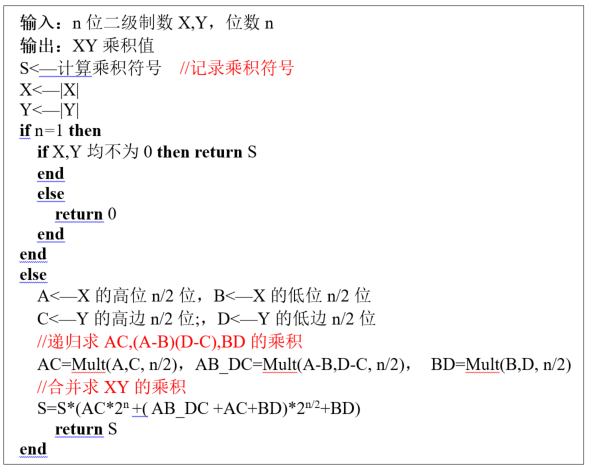 输入：n 位二级制数 X,Y，位数 n
输出：XY 乘积值
S<—计算乘积符号 //记录乘积符号
X<—|X|
Y<—|Y|
if n=1 then
if X,Y 均不为 0 then return S
end
else
return 0
end
end
else
A<—X 的高位 n/2 位，B<—X 的低位 n/2 位
C<—Y 的高边 n/2 位;，D<—Y 的低边 n/2 位
//递归求 AC,(A-B)(D-C),BD 的乘积
AC=Mult(A,C, n/2)，AB_DC=Mult(A-B,D-C, n/2)， BD=Mult(B,D, n/2)
//合并求 XY 的乘积
S=S*(AC*2ⁿ +( AB_DC +AC+BD)*2ⁿᐟ²+BD)
return S
end